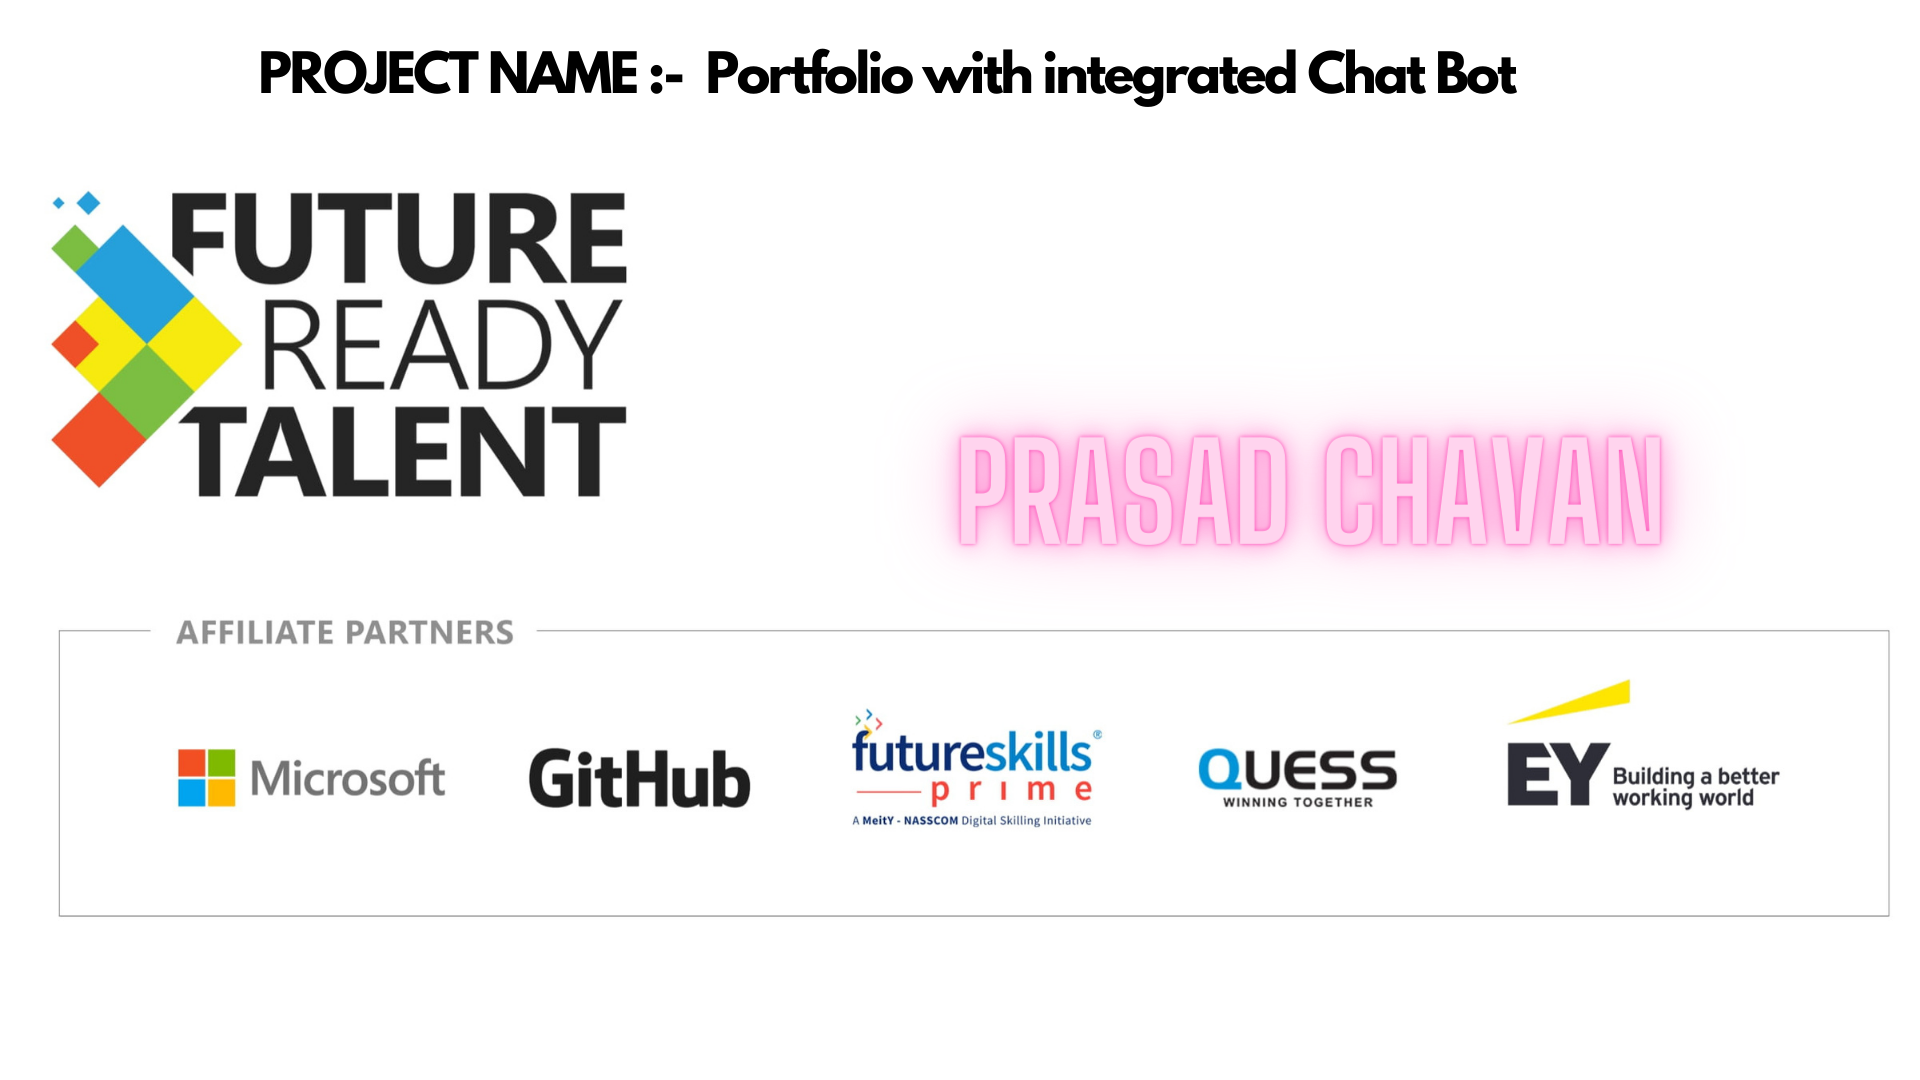 PROJECT NAME :- Portfolio with integrated Chat Bot
FUTURE
READY
TALENT
PRASAD CHAVAN
AFFILIATE PARTNERS
Microsoft
GitHub
futureskills®
prime
A MeitY - NASSCOM Digital Skilling Initiative
QUESS
WINNING TOGETHER
EY
Building a better
working world